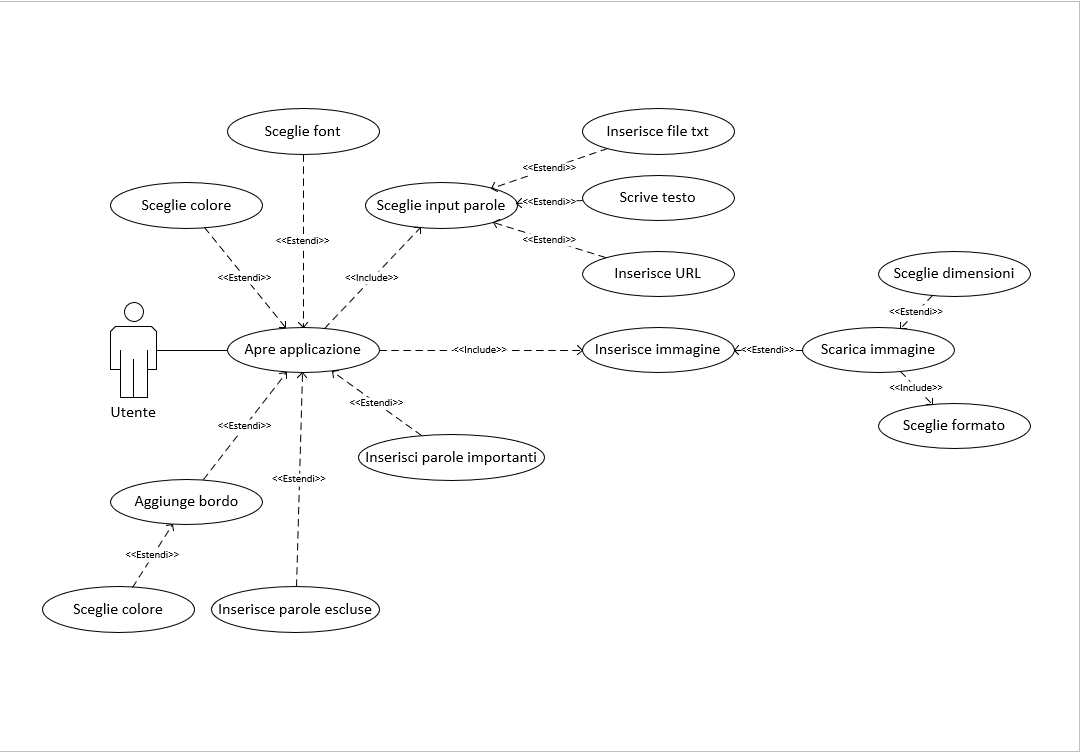 Sceglie font
Inserisce file txt
<<Estendi>>
Scrive testo
Sceglie colore
Sceglie input parole
<<Estendi>>
<<Estendi>>
<<Estendi>>
Inserisce URL
Sceglie dimensioni
<<Estendi>>
<<Include>>
<<Estendi>>
Apre applicazione
<<Include>>
Inserisce immagine
<<Estendi>>
Scarica immagine
<<Include>>
<<Estendi>>
Utente
<<Estendi>>
Sceglie formato
Inserisci parole importanti
<<Estendi>>
Aggiunge bordo
<<Estendi>>
Sceglie colore
Inserisce parole escluse